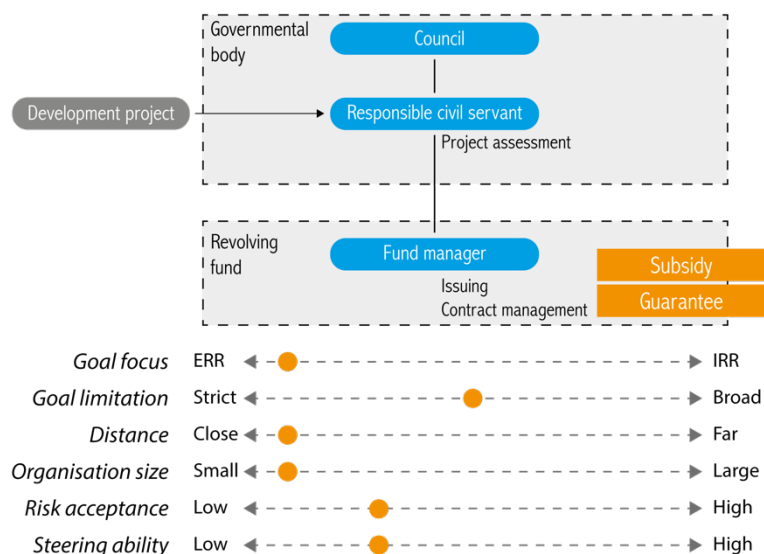 Governmental
body
Council
Development project
Responsible civil servant
Project assessment
Revolving
fund
Fund manager
Issuing
Contract management
Subsidy
Guarantee
Goal focus ERR IRR
Goal limitation Strict Broad
Distance Close Far
Organisation size Small Large
Risk acceptance Low High
Steering ability Low High